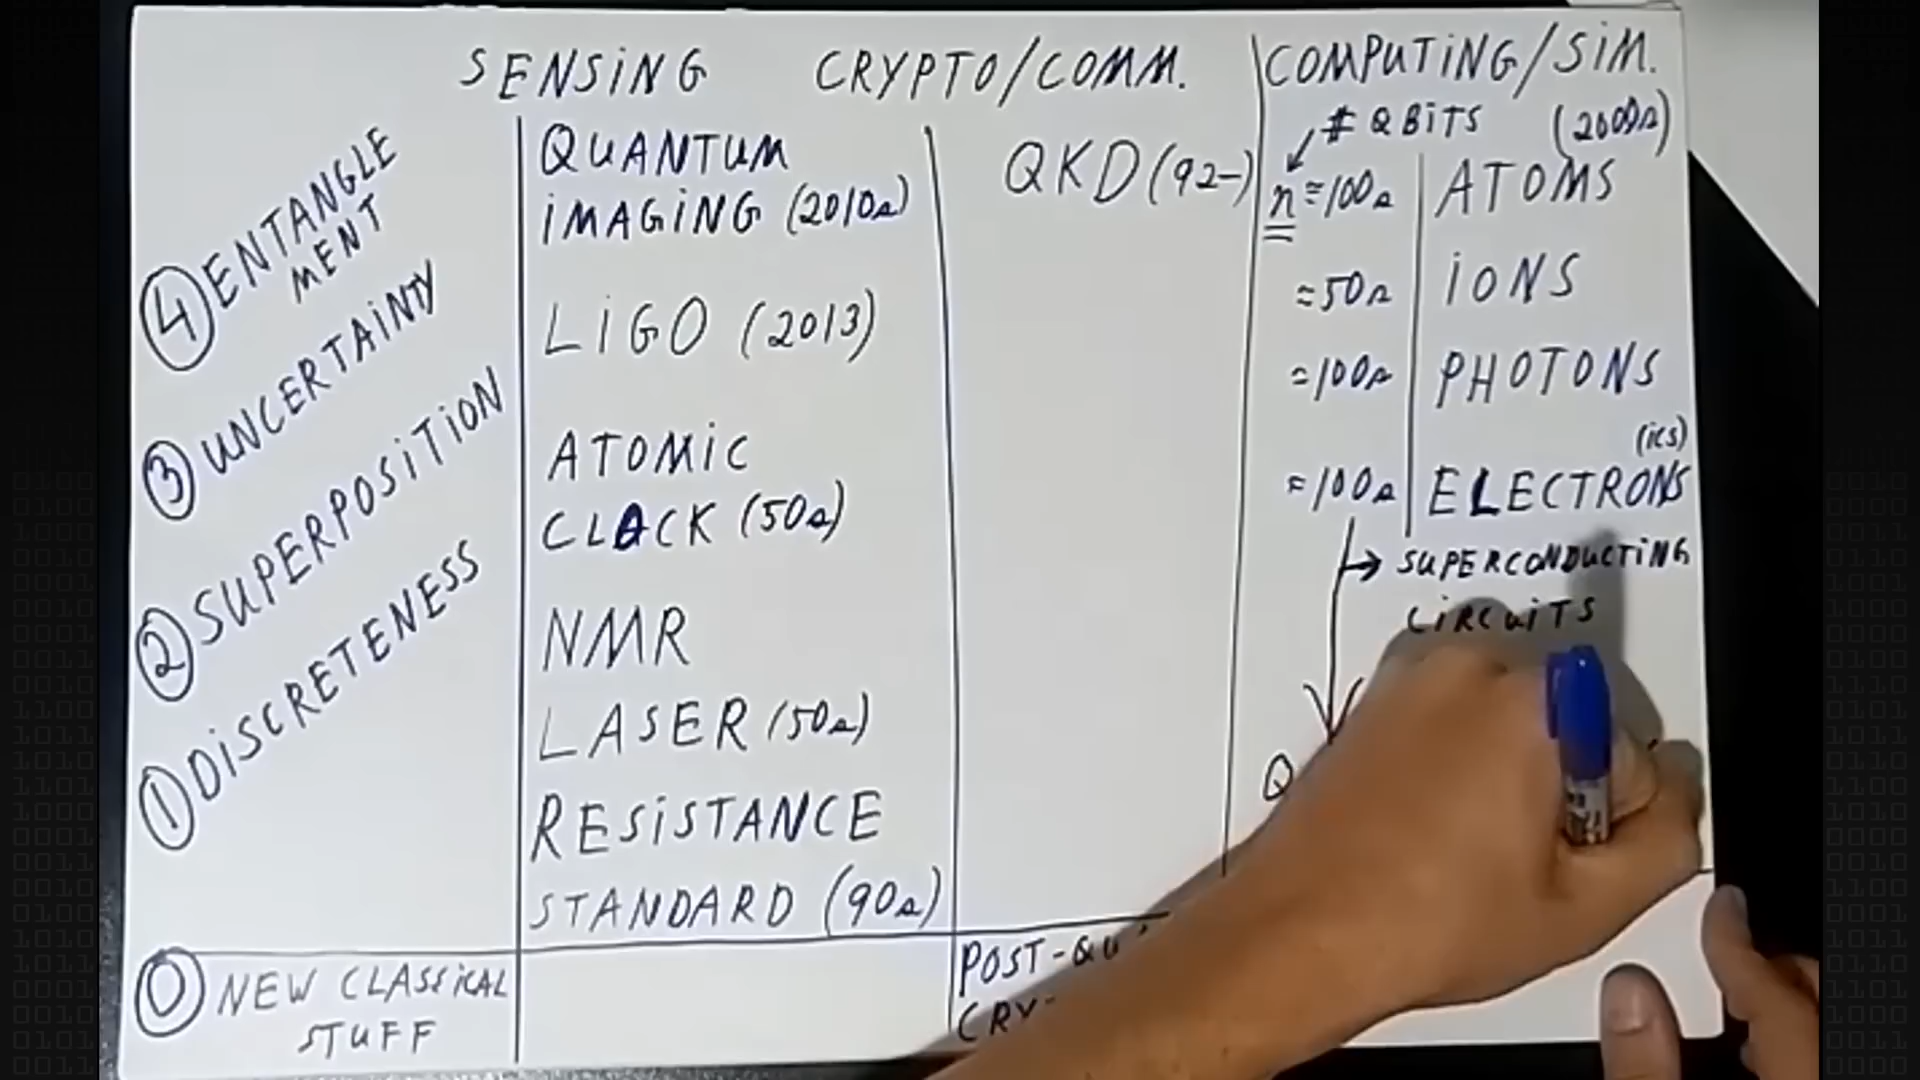 SENSING CRYPTO/COMM. COMPUTING/SIM.
# QBITS (2000s)
QUANTUM
IMAGING (2010s)
QKD (92-)
n ≈100s ATOMS
≈50s IONS
≈100s PHOTONS
(ics)
≈100s ELECTRONS
SUPERCONDUCTING
CIRCUITS
Q
LIGO (2013)
ATOMIC
CLOCK (50s)
NMR
LASER (50s)
RESISTANCE
STANDARD (90s)
4 ENTANGLE
MENT
3 UNCERTAINTY
2 SUPERPOSITION
1 DISCRETENESS
0 NEW CLASSICAL
STUFF
POST-QU
CRY